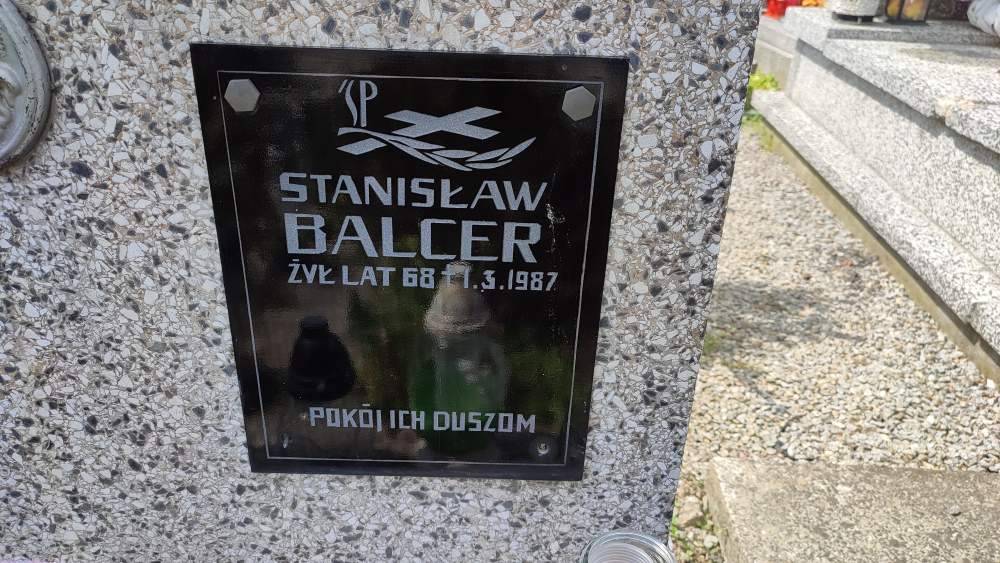 ŚP
STANISŁAW
BALCER
ŻYŁ LAT 68 † 1.3.1987
POKÓJ ICH DUSZOM